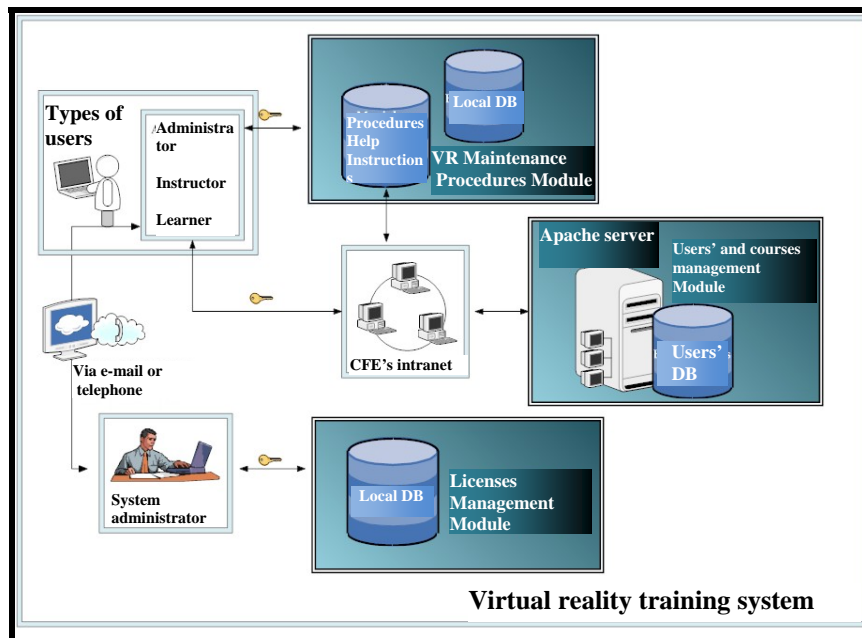 Types of
users
Administra
tor
Instructor
Learner
Local DB
Procedures
Help
Instruction
s
VR Maintenance
Procedures Module
Apache server
Users' and courses
management
Module
Users'
DB
CFE's intranet
Via e-mail or
telephone
System
administrator
Local DB
Licenses
Management
Module
Virtual reality training system